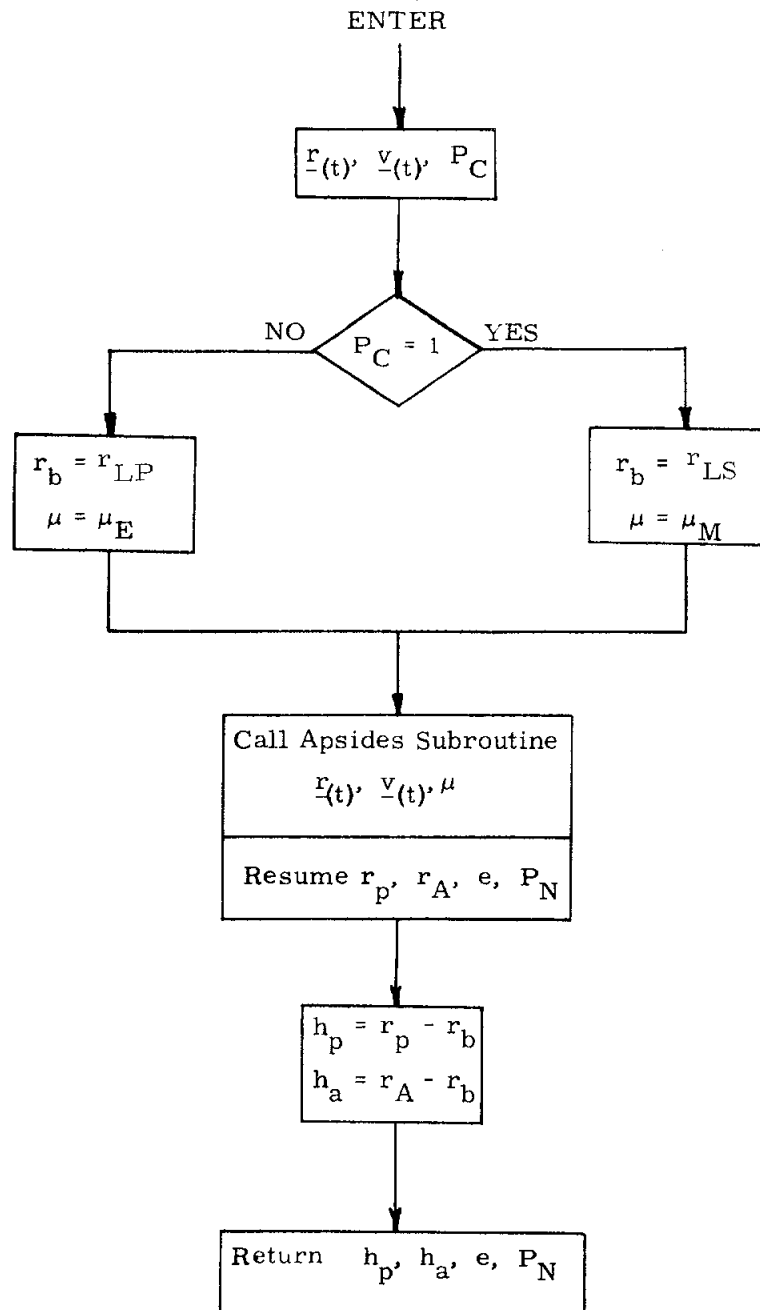 ENTER
r(t), v(t), P_C
NO
P_C = 1
YES
r_b = r_LP
μ = μ_E
r_b = r_LS
μ = μ_M
Call Apsides Subroutine
r(t), v(t), μ
Resume r_p, r_A, e, P_N
h_p = r_p - r_b
h_a = r_A - r_b
Return h_p, h_a, e, P_N